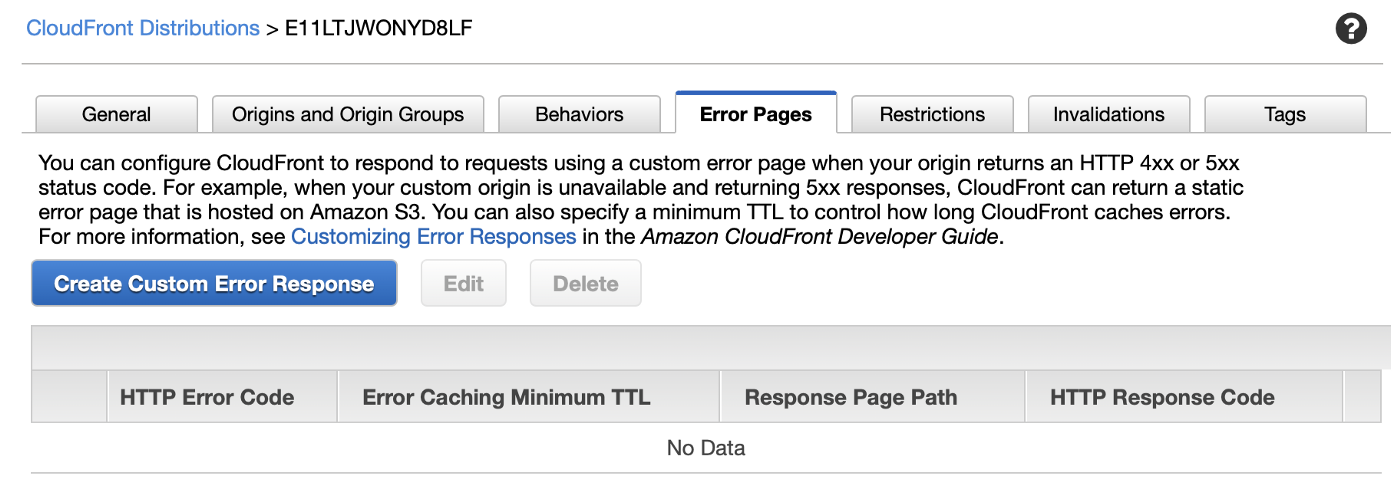 CloudFront Distributions > E11LTJWONYD8LF
?
General Origins and Origin Groups Behaviors Error Pages Restrictions Invalidations Tags
You can configure CloudFront to respond to requests using a custom error page when your origin returns an HTTP 4xx or 5xx
status code. For example, when your custom origin is unavailable and returning 5xx responses, CloudFront can return a static
error page that is hosted on Amazon S3. You can also specify a minimum TTL to control how long CloudFront caches errors.
For more information, see Customizing Error Responses in the Amazon CloudFront Developer Guide.
Create Custom Error Response Edit Delete
HTTP Error Code Error Caching Minimum TTL Response Page Path HTTP Response Code
No Data